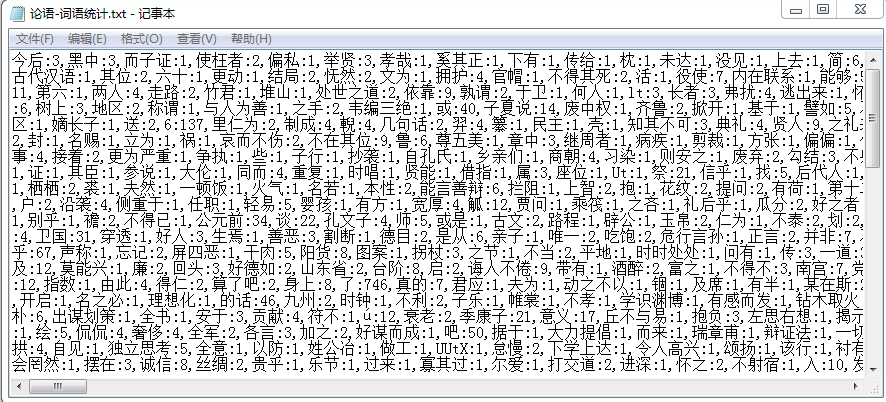 论语-词语统计.txt - 记事本
文件(F) 编辑(E) 格式(O) 查看(V) 帮助(H)
今后:3,黑中:3,而子证:1,使枉者:2,偏私:1,举贤:3,孝哉:1,奚其正:1,下有:1,传给:1,枕:1,未达:1,没见:1,上去:1,简:6,
古代汉语:1,其位:2,六十:1,更动:1,结局:2,怃然:2,文为:1,拥护:4,官帽:1,不得其死:2,活:1,役使:7,内在联系:1,能够:
11,第六:1,两人:4,走路:2,竹君:1,堆山:1,处世之道:2,依靠:9,孰谓:2,于卫:1,何人:1,lt:3,长者:3,弗扰:4,逃出来:1,怀
:6,树上:3,地区:2,称谓:1,与人为善:1,之手:2,韦编三绝:1,或:40,子夏说:14,废中权:1,齐鲁:2,掀开:1,基于:1,譬如:5,
区:1,嫡长子:1,送:2,6:137,里仁为:2,制成:4,輗:4,几句话:2,羿:4,纂:1,民主:1,壳:1,知其不可:3,典礼:4,贤人:9,之礼
:2,封:1,名赐:1,立为:1,祸:1,哀而不伤:2,不在其位:9,鲁:6,尊五美:1,章中:3,继周者:1,病疾:1,剪裁:1,方张:1,偏偏:1,
事:4,接着:2,更为严重:1,争执:1,些:1,子行:1,抄袭:1,自孔氏:1,乡亲们:1,商朝:4,习染:1,则安之:1,废弃:2,勾结:3,不
:1,证:1,其臣:1,参说:1,大伦:1,同而:4,重复:1,时唱:1,贤能:1,借指:1,属:3,座位:1,Ut:1,祭:21,信乎:1,找:5,后代人:1,
:1,栖栖:2,裘:1,失然:1,一顿饭:1,火气:1,名若:1,本性:2,能言善辩:6,拦阻:1,上智:2,抱:1,花纹:2,提问:2,有荷:1,第十
,户:2,沿袭:4,侧重于:1,任职:1,轻易:5,婴孩:1,有方:1,宽厚:4,觚:12,贾问:1,乘筏:1,之吝:1,礼后乎:1,瓜分:2,好之者:1
:1,别乎:1,襜:2,不得已:1,公元前:34,谈:22,孔文子:4,师:5,或是:1,古文:2,路程:1,辟公:1,玉帛:2,仁为:1,不泰:2,划:2,
:4,卫国:31,穿透:1,好人:3,生焉:1,善恶:3,割断:1,德目:2,是从:6,亲子:1,唯一:2,吃饱:2,危行言孙:1,正言:2,并非:7,
乎:67,声称:1,忘记:2,屏四恶:1,干肉:5,阳货:8,图案:1,拐杖:3,之节:1,不当:2,平地:1,时时处处:1,问有:1,传:3,一道:3
及:12,莫能兴:1,廉:2,回头:3,好德如:2,山东省:2,台阶:8,启:2,诲人不倦:9,带有:1,酒醉:2,富之:1,不得不:3,南宫:7,
:12,指数:1,由此:4,得仁:2,算了吧:2,身上:8,了:746,真的:7,君应:1,夫为:1,动之不以:1,锢:1,及席:1,有半:1,某在斯:2
,开启:1,名之必:1,理想化:1,的话:46,九州:2,时钟:1,不利:2,子乐:1,帷裳:1,不孝:1,学识渊博:1,有感而发:1,钻木取火
朴:6,出谋划策:1,全书:1,安于:3,贡献:4,符不:1,u:12,衰老:2,季康子:21,意义:17,丘不与易:1,抱负:3,左思右想:1,揭示
:1,绘:5,侃侃:4,奢侈:4,全军:2,各言:3,加之:2,好谋而成:1,吧:50,据于:1,大力提倡:1,而来:1,瑞章甫:1,辩证法:1,一切
拱:4,自见:1,独立思考:5,全意:1,以防:1,姓公冶:1,做工:1,UUtX:1,怠慢:2,下学上达:1,令人高兴:1,颂扬:1,该行:1,衬有
会罔然:1,摆在:3,诚信:8,丝绸:2,贵乎:1,乐节:1,过来:1,寡其过:1,尔爱:1,打交道:2,进深:1,怀之:2,不射宿:1,入:10,